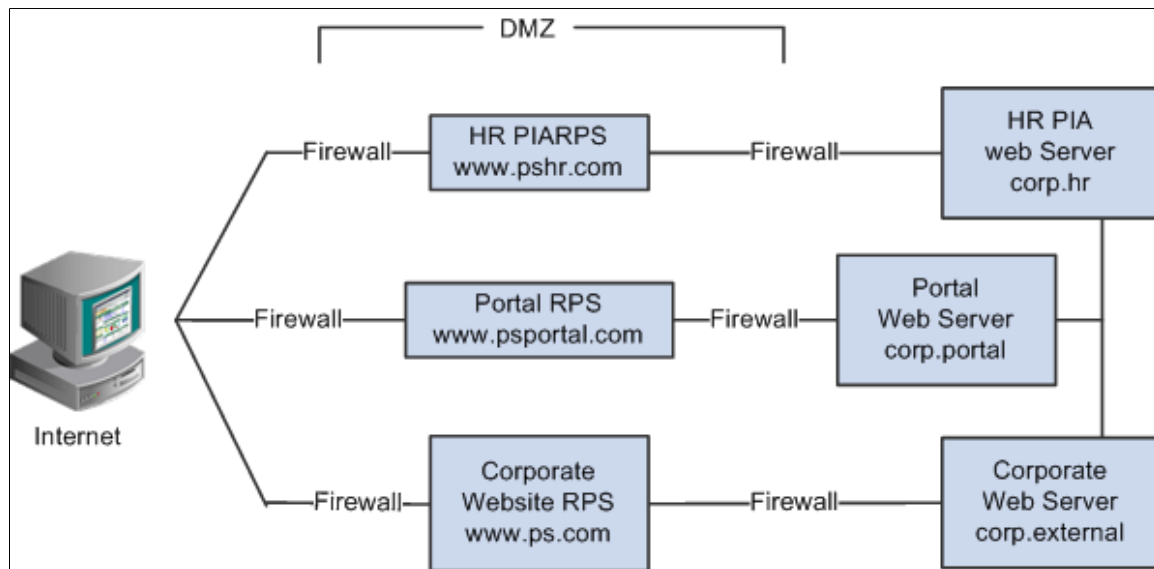 DMZ
Firewall
HR PIARPS
www.pshr.com
Firewall
HR PIA
web Server
corp.hr
Internet
Firewall
Portal RPS
www.psportal.com
Firewall
Portal
Web Server
corp.portal
Firewall
Corporate
Website RPS
www.ps.com
Firewall
Corporate
Web Server
corp.external